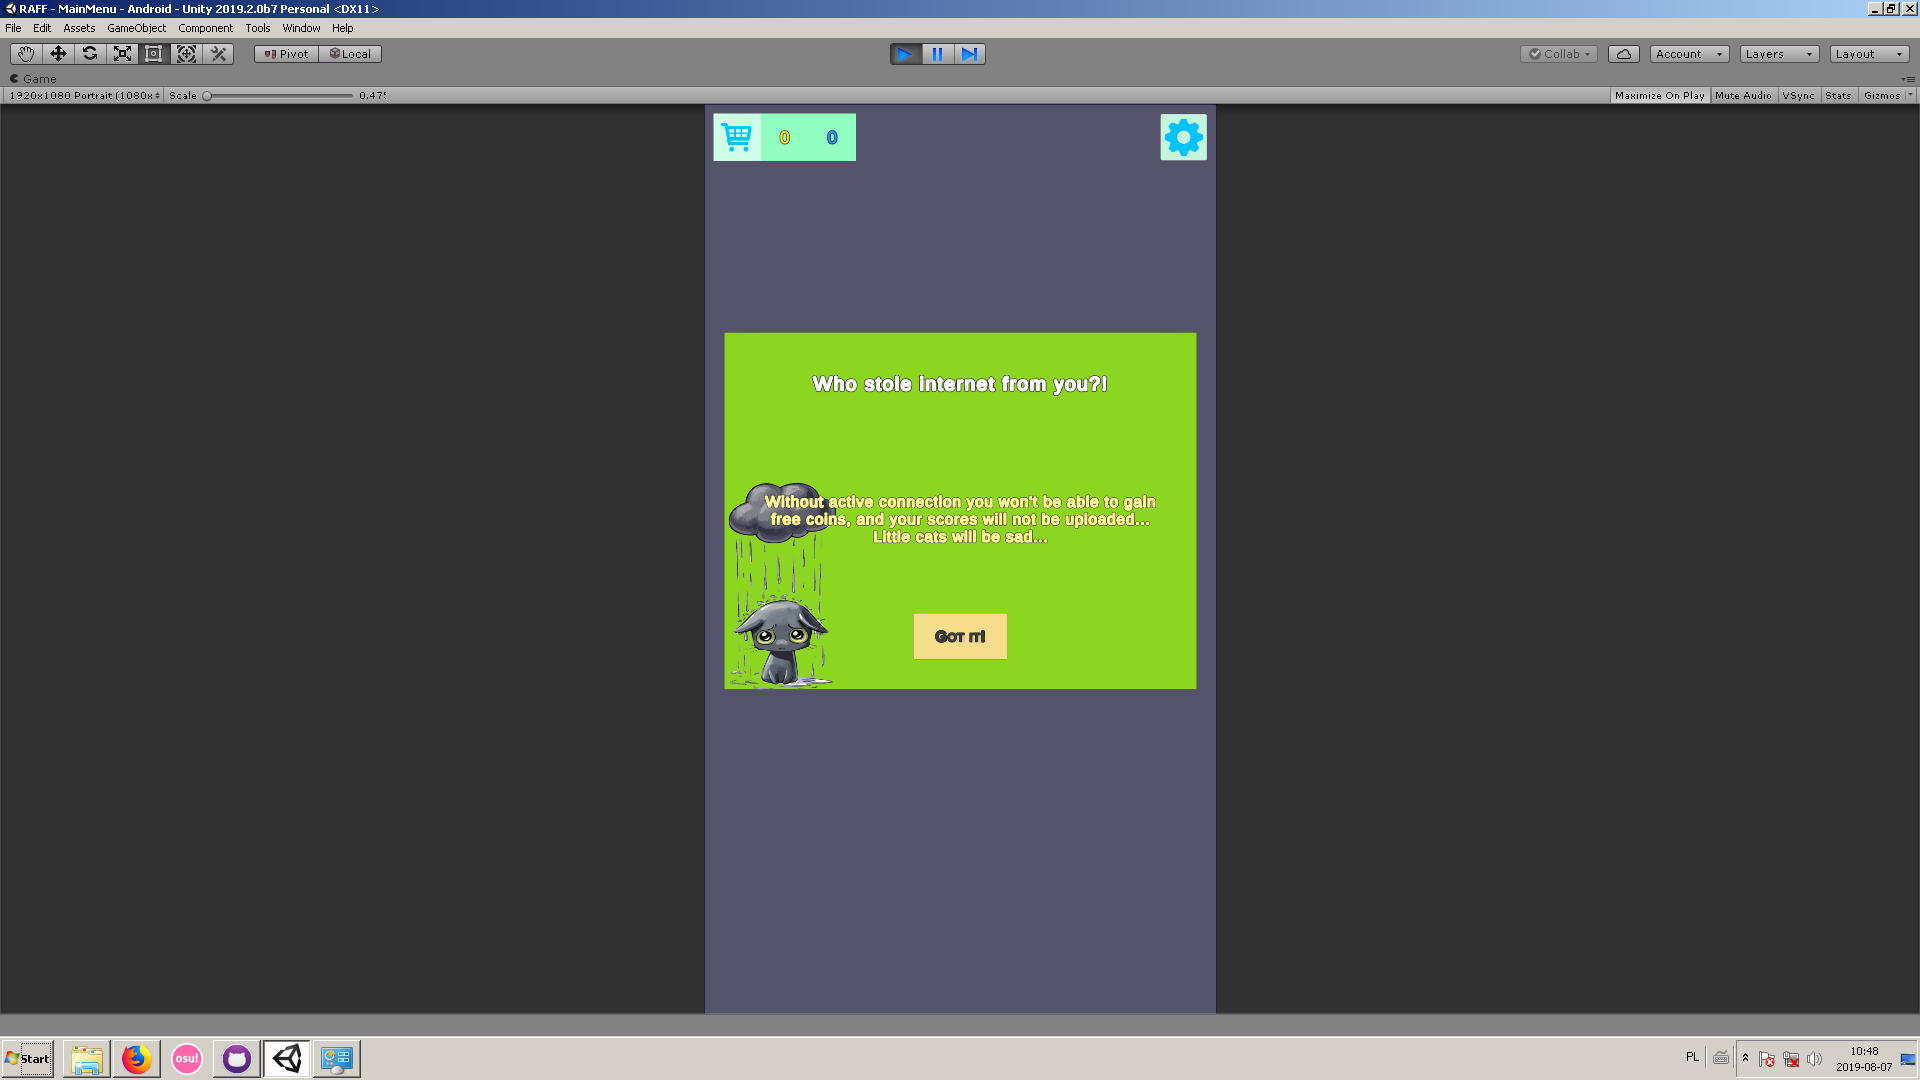 RAFF - MainMenu - Android - Unity 2019.2.0b7 Personal <DX11>
File Edit Assets GameObject Component Tools Window Help
Pivot Local Collab Account Layers Layout
Game
1920x1080 Portrait (1080x Scale 0.475 Maximize On Play Mute Audio VSync Stats Gizmos
0 0
Who stole internet from you?!
Without active connection you won't be able to gain
free coins, and your scores will not be uploaded...
Little cats will be sad...
Got it!
Start osu! PL 10:48
2019-08-07